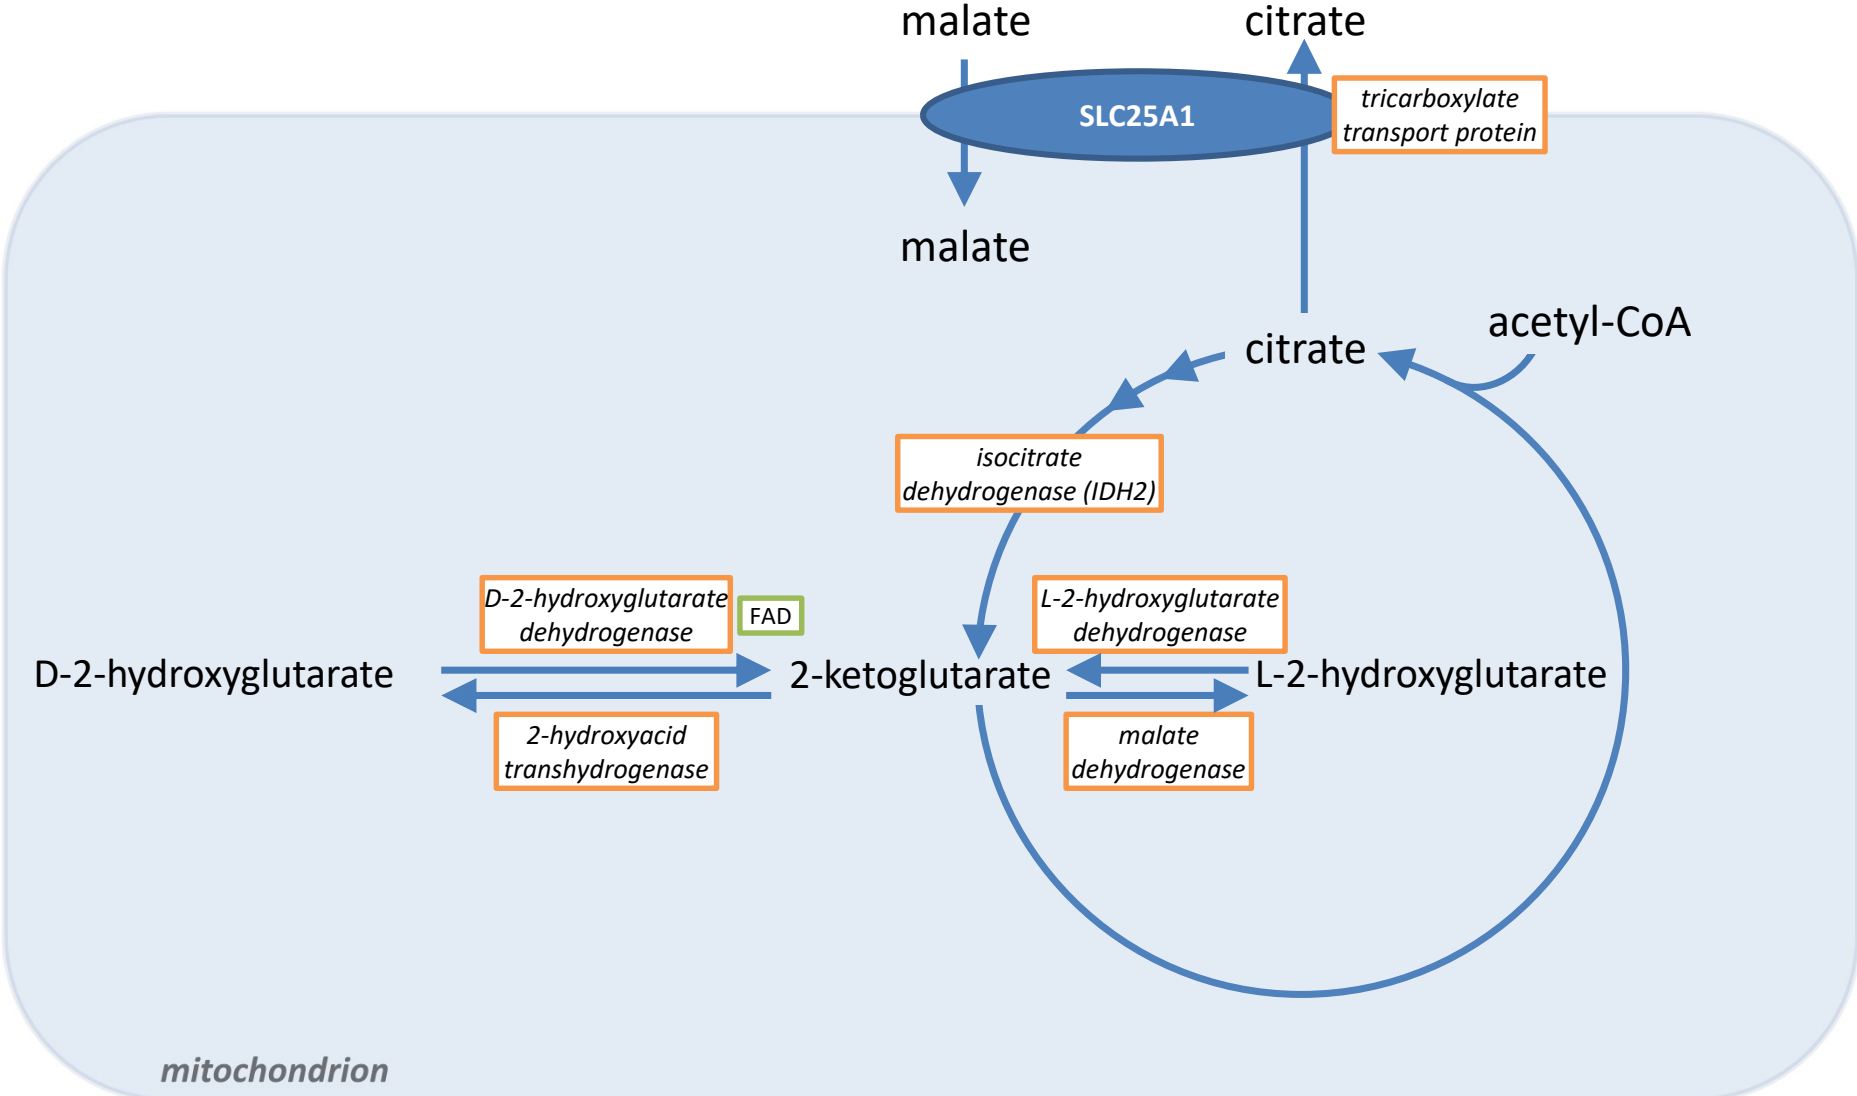 malate
citrate
SLC25A1
tricarboxylate
transport protein
malate
acetyl-CoA
citrate
isocitrate
dehydrogenase (IDH2)
D-2-hydroxyglutarate
dehydrogenase
FAD
L-2-hydroxyglutarate
dehydrogenase
D-2-hydroxyglutarate
2-ketoglutarate
L-2-hydroxyglutarate
2-hydroxyacid
transhydrogenase
malate
dehydrogenase
mitochondrion